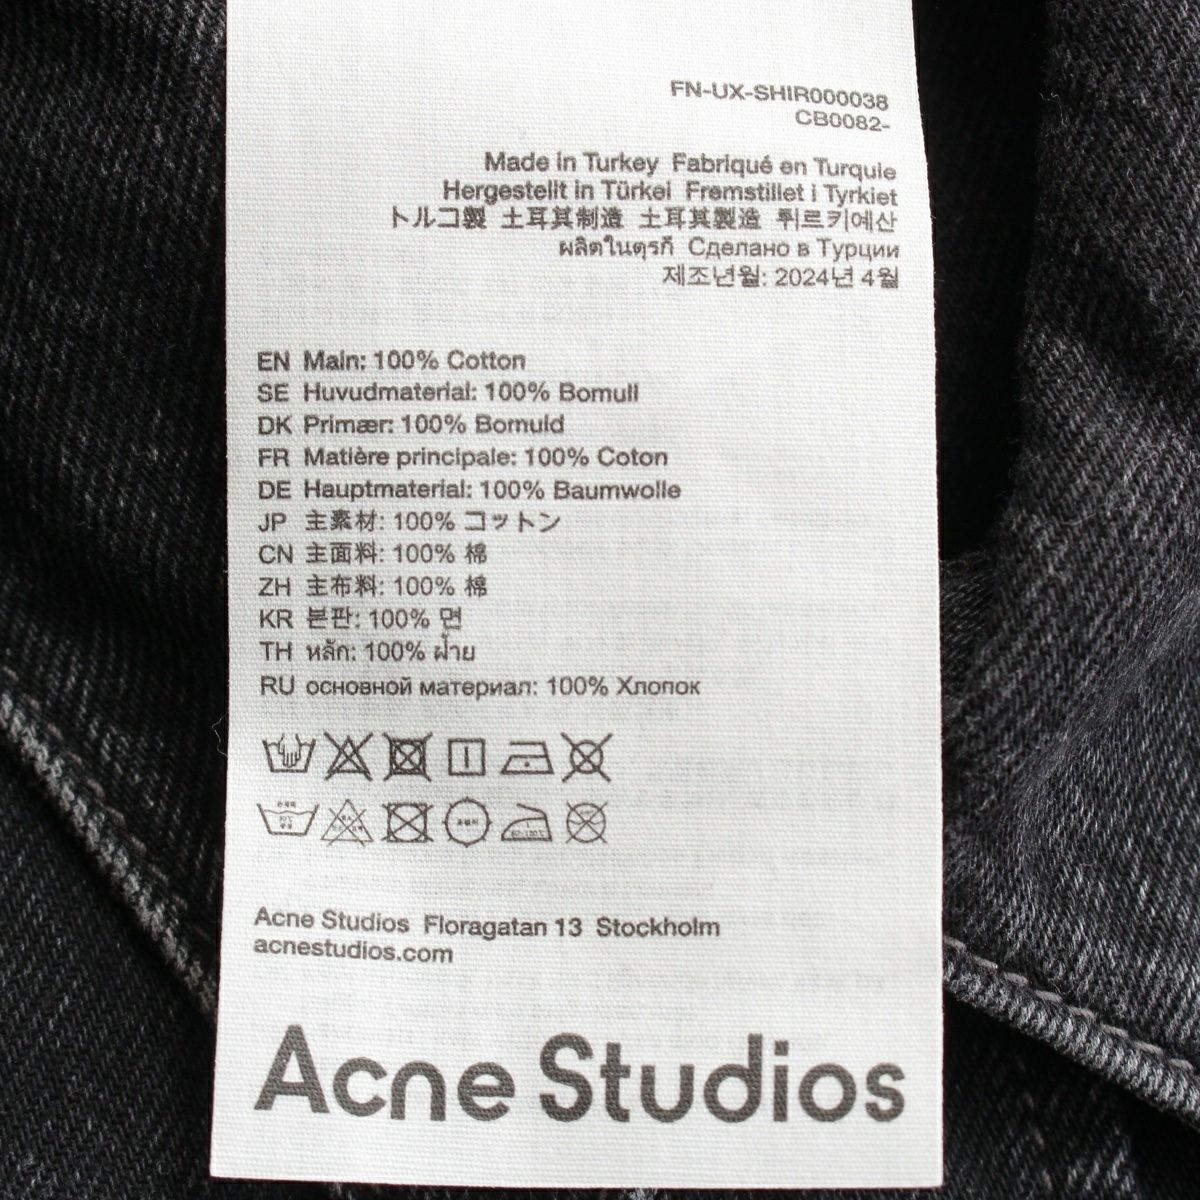 FN-UX-SHIR000038
CB0082-
Made in Turkey Fabriqué en Turquie
Hergestellt in Türkei Fremstillet i Tyrkiet
トルコ製 土耳其制造 土耳其製造 튀르키예산
ผลิตในตุรกี Сделано в Турции
제조년월: 2024년 4월
EN Main: 100% Cotton
SE Huvudmaterial: 100% Bomull
DK Primær: 100% Bomuld
FR Matière principale: 100% Coton
DE Hauptmaterial: 100% Baumwolle
JP 主素材: 100% コットン
CN 主面料: 100% 棉
ZH 主布料: 100% 棉
KR 본판: 100% 면
TH หลัก: 100% ฝ้าย
RU основной материал: 100% Хлопок
Acne Studios Floragatan 13 Stockholm
acnestudios.com
Acne Studios